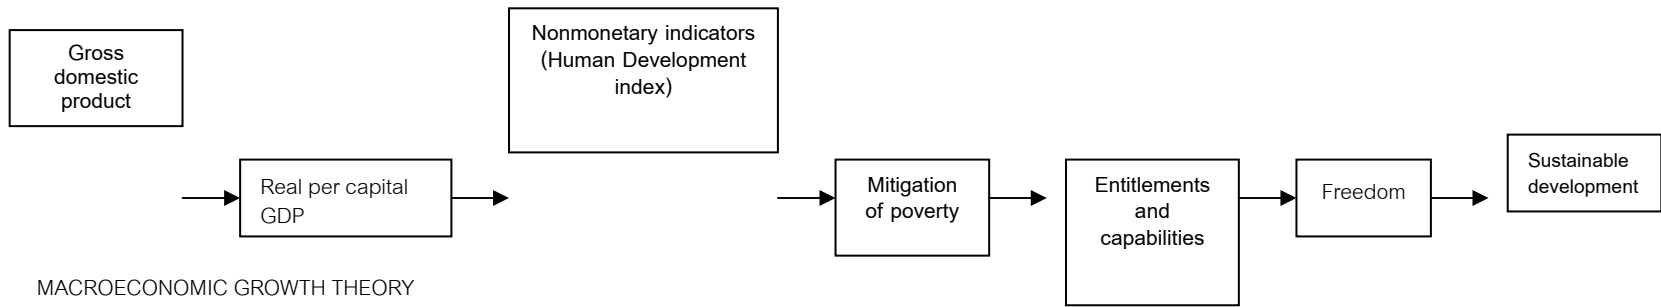 Gross
domestic
product
Real per capital
GDP
Nonmonetary indicators
(Human Development
index)
Mitigation
of poverty
Entitlements
and
capabilities
Freedom
Sustainable
development
MACROECONOMIC GROWTH THEORY